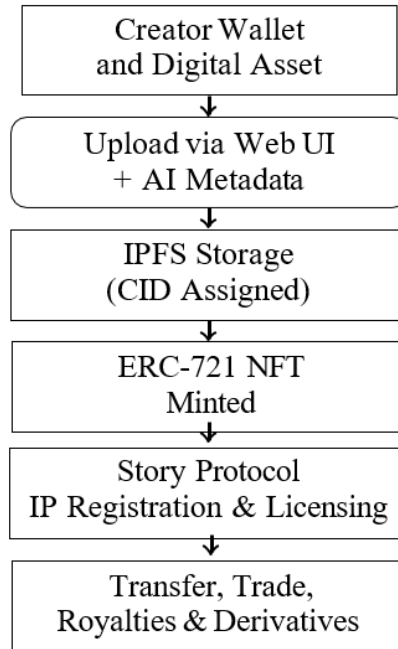 Creator Wallet
and Digital Asset
Upload via Web UI
+ AI Metadata
IPFS Storage
(CID Assigned)
ERC-721 NFT
Minted
Story Protocol
IP Registration & Licensing
Transfer, Trade,
Royalties & Derivatives